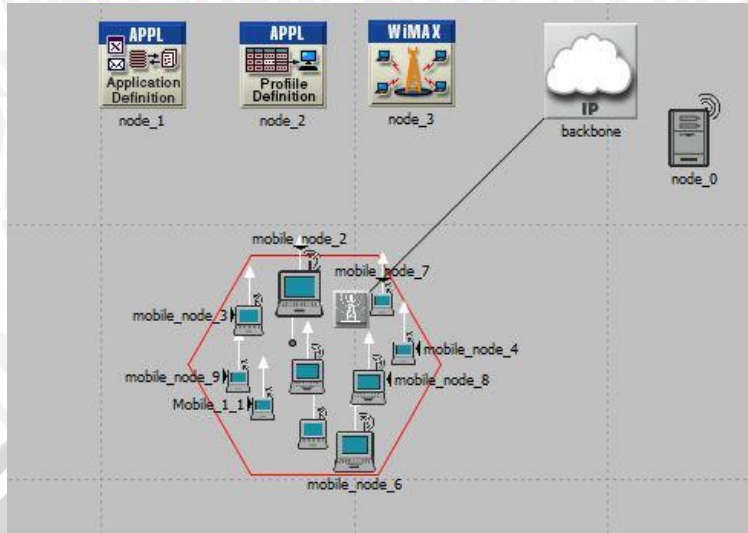 APPL
Application
Definition
node_1
APPL
Profile
Definition
node_2
WiMAX
node_3
IP
backbone
node_0
mobile_node_2
mobile_node_7
mobile_node_3
mobile_node_4
mobile_node_9
mobile_node_8
Mobile_1_1
mobile_node_6